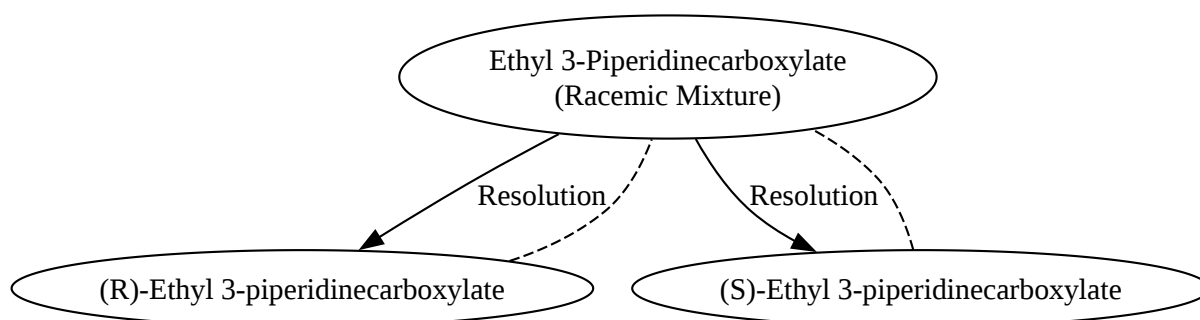 Ethyl 3-Piperidinecarboxylate
(Racemic Mixture)
Resolution
Resolution
(R)-Ethyl 3-piperidinecarboxylate
(S)-Ethyl 3-piperidinecarboxylate